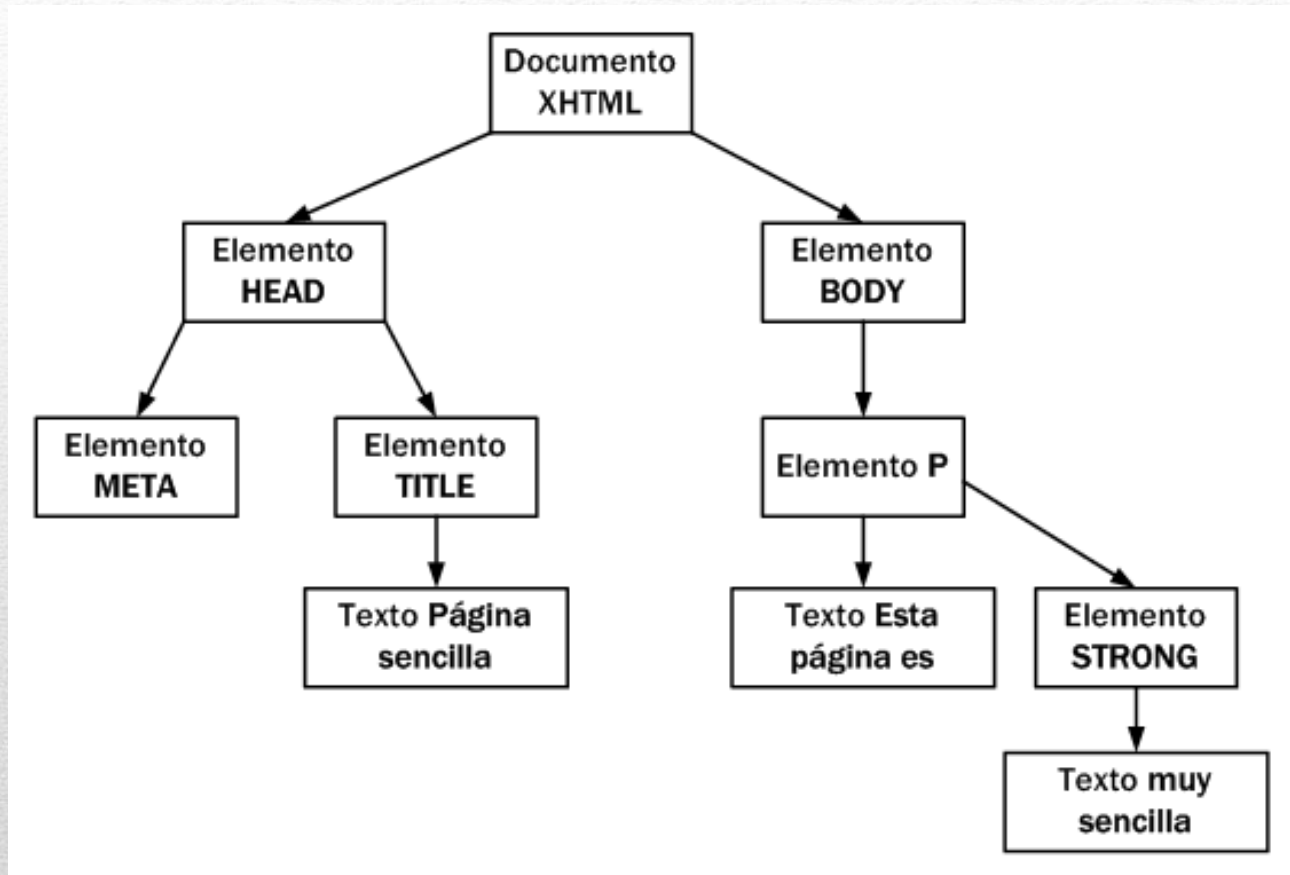 Documento
XHTML
Elemento
HEAD
Elemento
BODY
Elemento
META
Elemento
TITLE
Elemento P
Texto Página
sencilla
Texto Esta
página es
Elemento
STRONG
Texto muy
sencilla